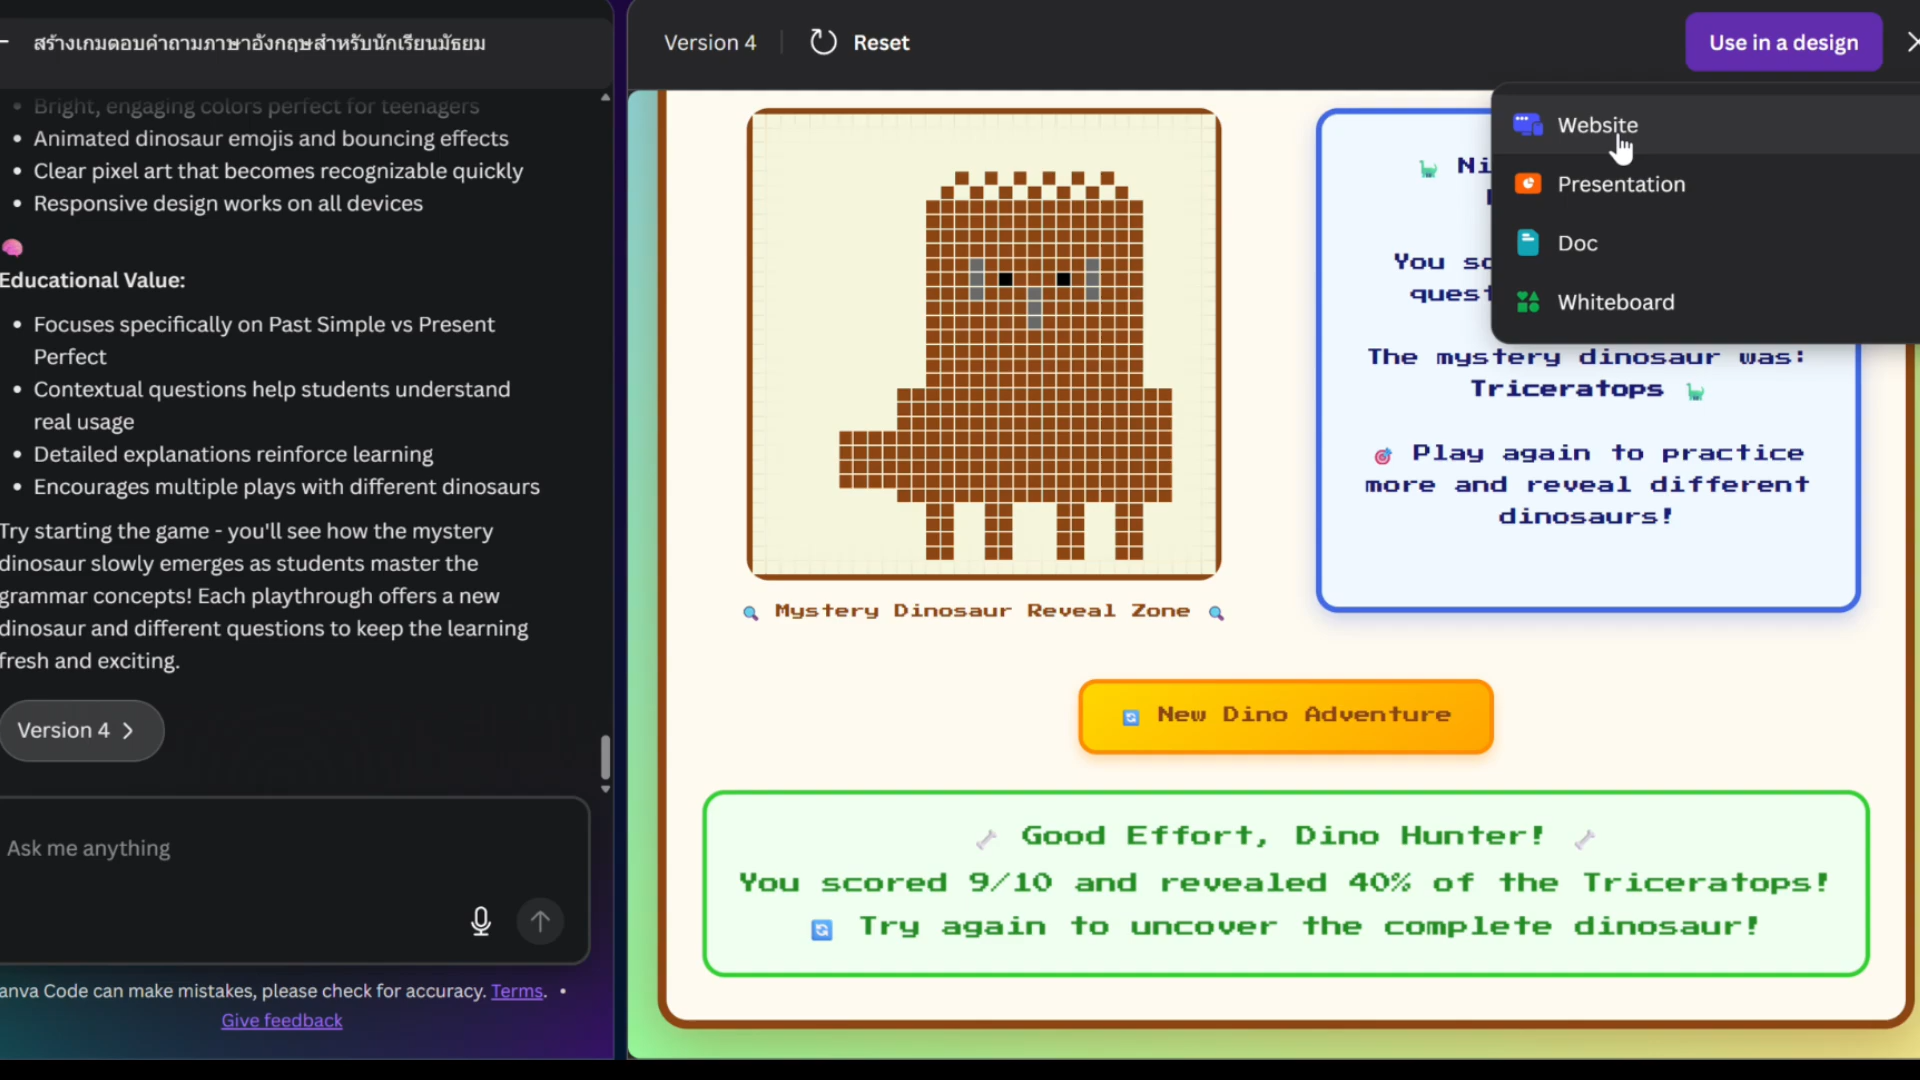 สร้างเกมตอบคำถามภาษาอังกฤษสำหรับนักเรียนมัธยม
Bright, engaging colors perfect for teenagers
Animated dinosaur emojis and bouncing effects
Clear pixel art that becomes recognizable quickly
Responsive design works on all devices
Educational Value:
Focuses specifically on Past Simple vs Present
Perfect
Contextual questions help students understand
real usage
Detailed explanations reinforce learning
Encourages multiple plays with different dinosaurs
Try starting the game - you'll see how the mystery
dinosaur slowly emerges as students master the
grammar concepts! Each playthrough offers a new
dinosaur and different questions to keep the learning
fresh and exciting.
Version 4
Ask me anything
anva Code can make mistakes, please check for accuracy. Terms. •
Give feedback
Version 4
Reset
Use in a design
Website
Presentation
Doc
Whiteboard
Ni
You sc
quest
The mystery dinosaur was:
Triceratops
Play again to practice
more and reveal different
dinosaurs!
Mystery Dinosaur Reveal Zone
New Dino Adventure
Good Effort, Dino Hunter!
You scored 9/10 and revealed 40% of the Triceratops!
Try again to uncover the complete dinosaur!